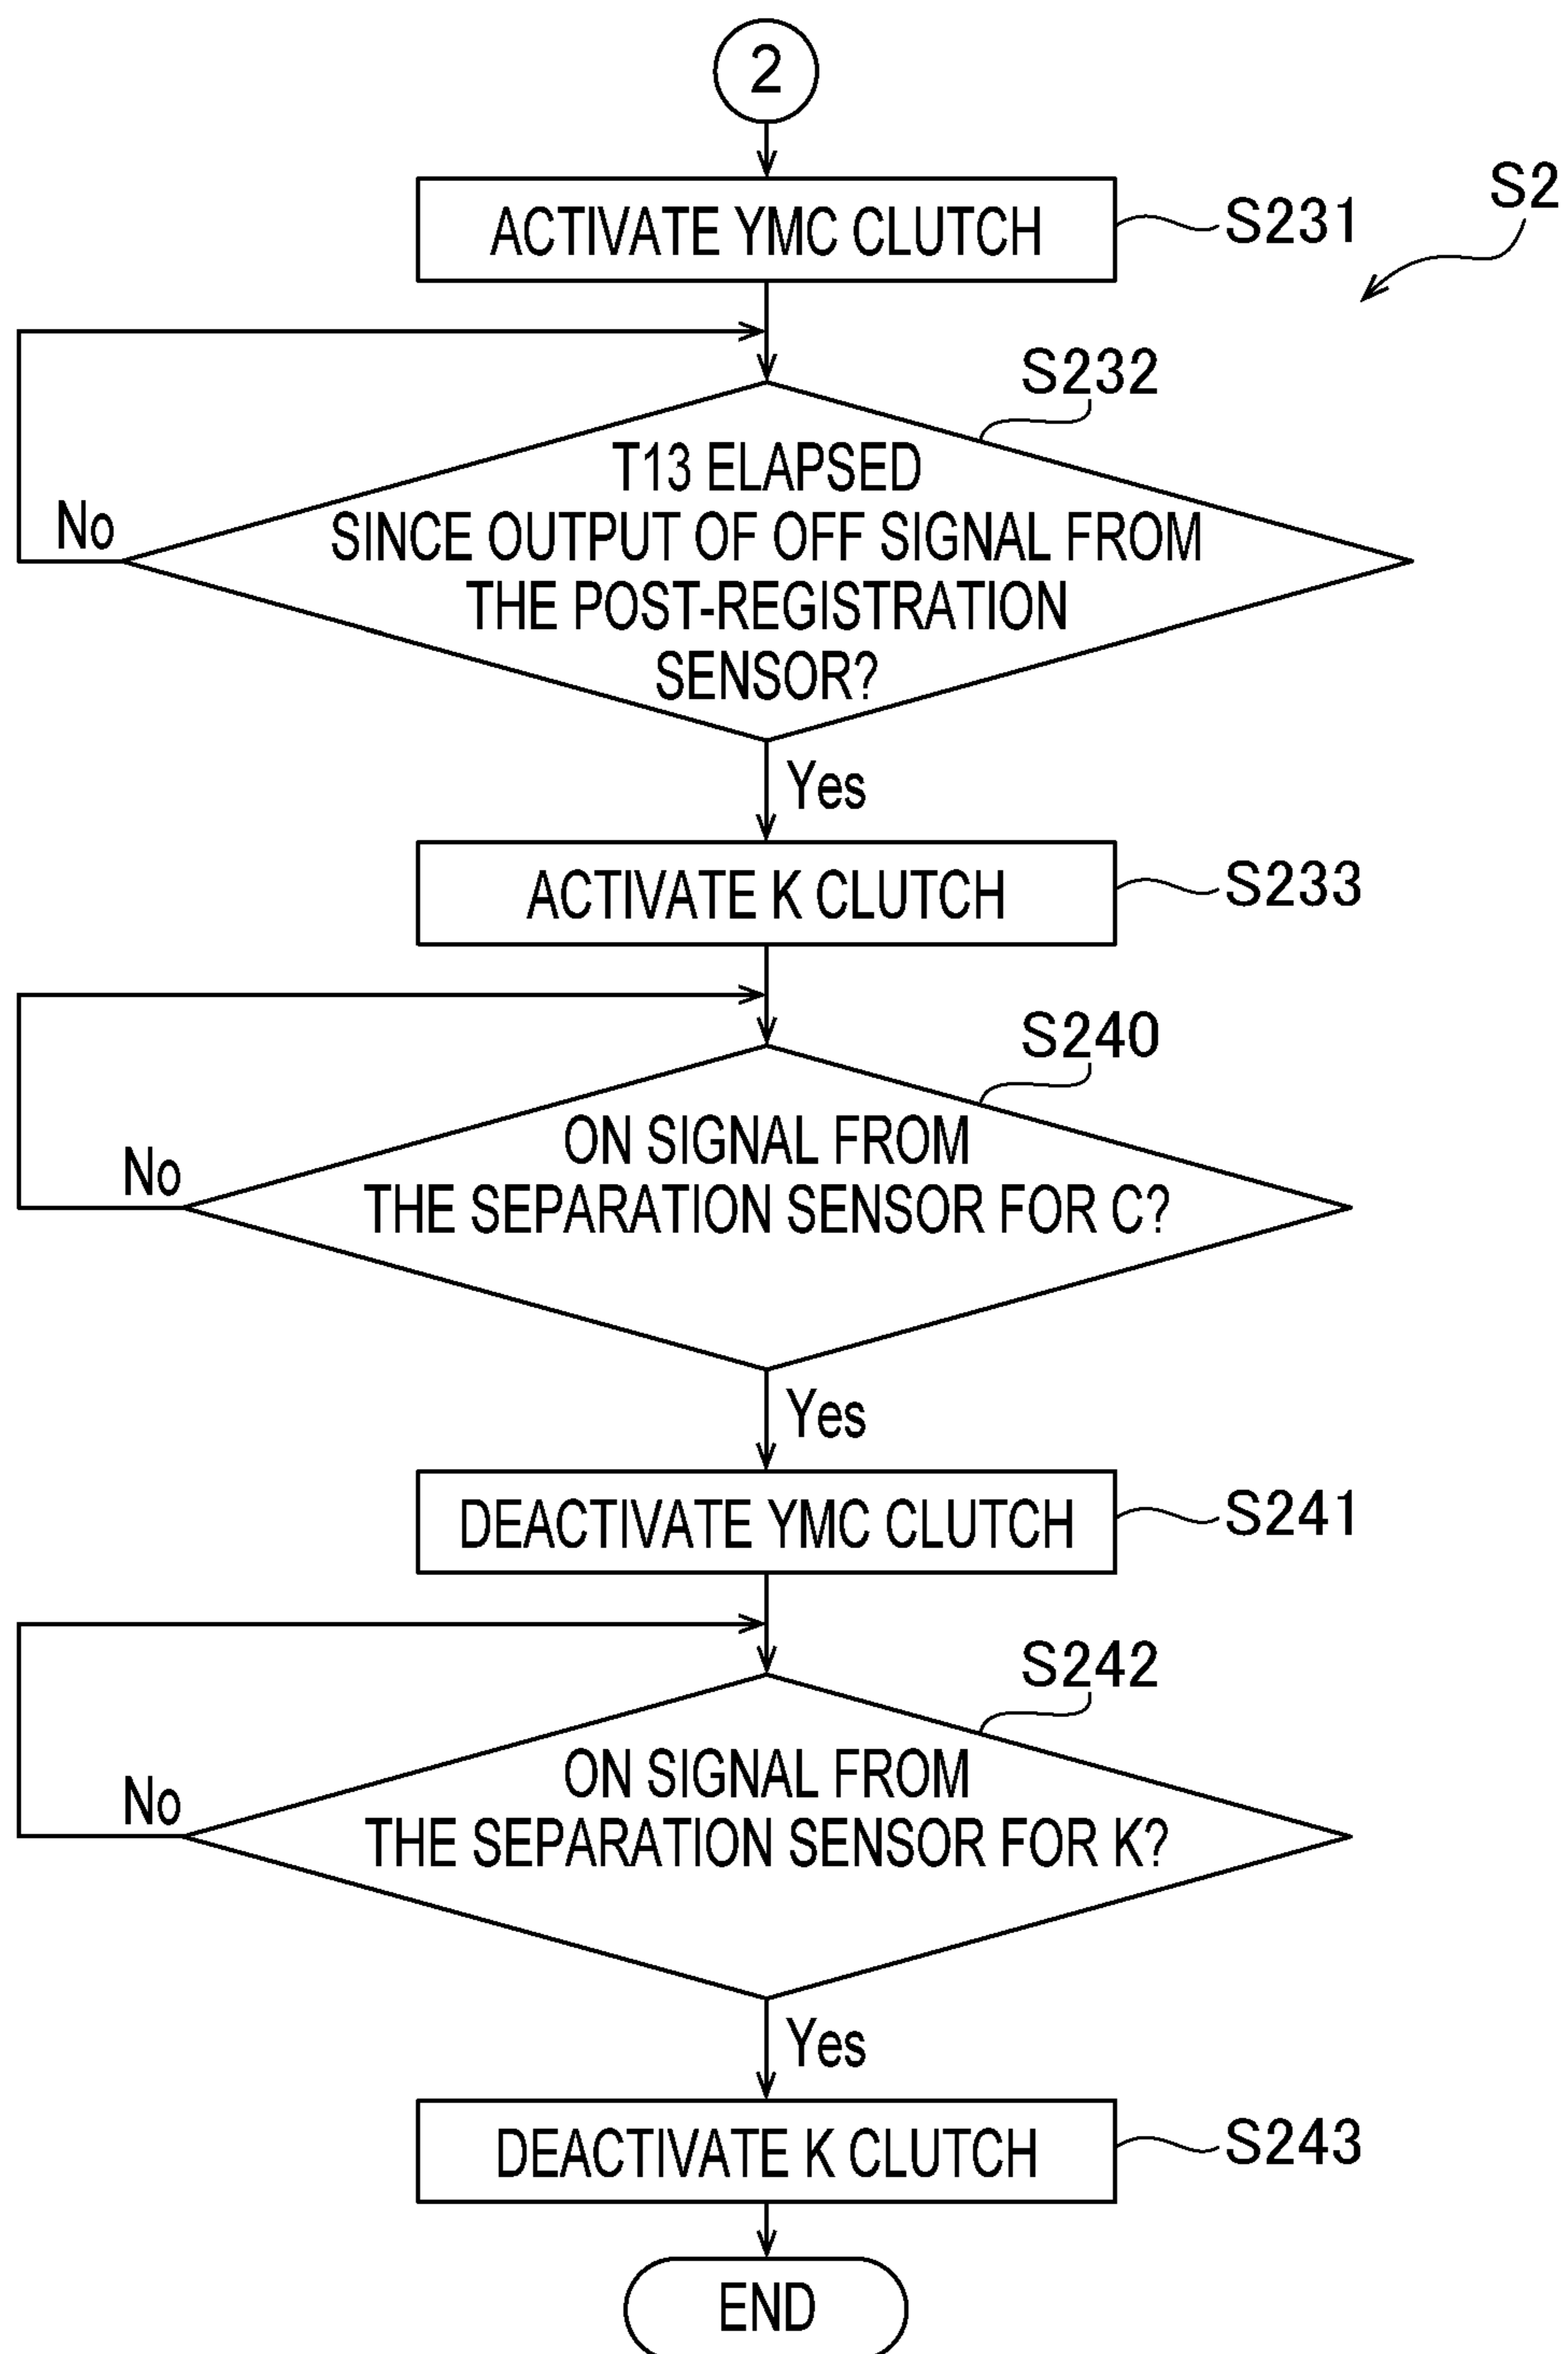 2
ACTIVATE YMC CLUTCH
S231
S2
S232
T13 ELAPSED
SINCE OUTPUT OF OFF SIGNAL FROM
THE POST-REGISTRATION
SENSOR?
No
Yes
ACTIVATE K CLUTCH
S233
S240
ON SIGNAL FROM
THE SEPARATION SENSOR FOR C?
No
Yes
DEACTIVATE YMC CLUTCH
S241
S242
ON SIGNAL FROM
THE SEPARATION SENSOR FOR K?
No
Yes
DEACTIVATE K CLUTCH
S243
END